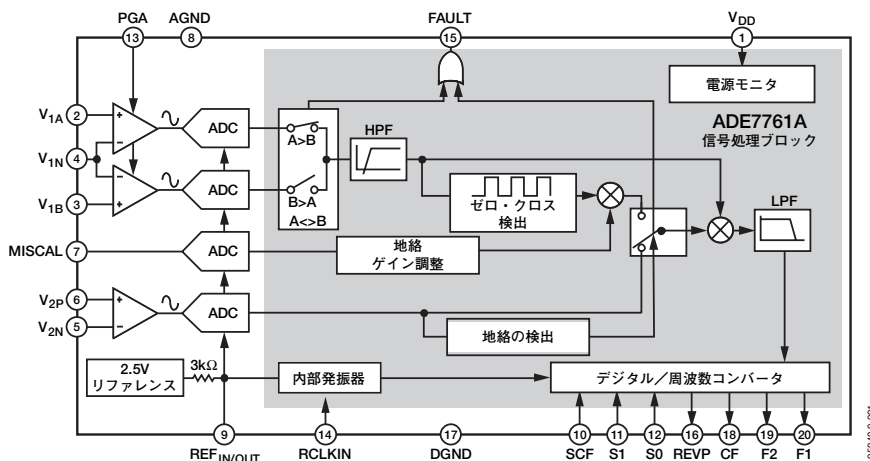 PGA AGND FAULT VDD
13 8 15 1
電源モニタ
ADE7761A
信号処理ブロック
V1A 2 + − ADC A>B HPF
V1N 4
V1B 3 − + ADC B>A
A<>B
ゼロ・クロス
検出
LPF
MISCAL 7 ADC 地絡
ゲイン調整
V2P 6 + ADC
V2N 5 −
地絡の検出
2.5V
リファレンス
3kΩ
内部発振器
デジタル/周波数コンバータ
9 14 17 10 11 12 16 18 19 20
REFIN/OUT RCLKIN DGND SCF S1 S0 REVP CF F2 F1